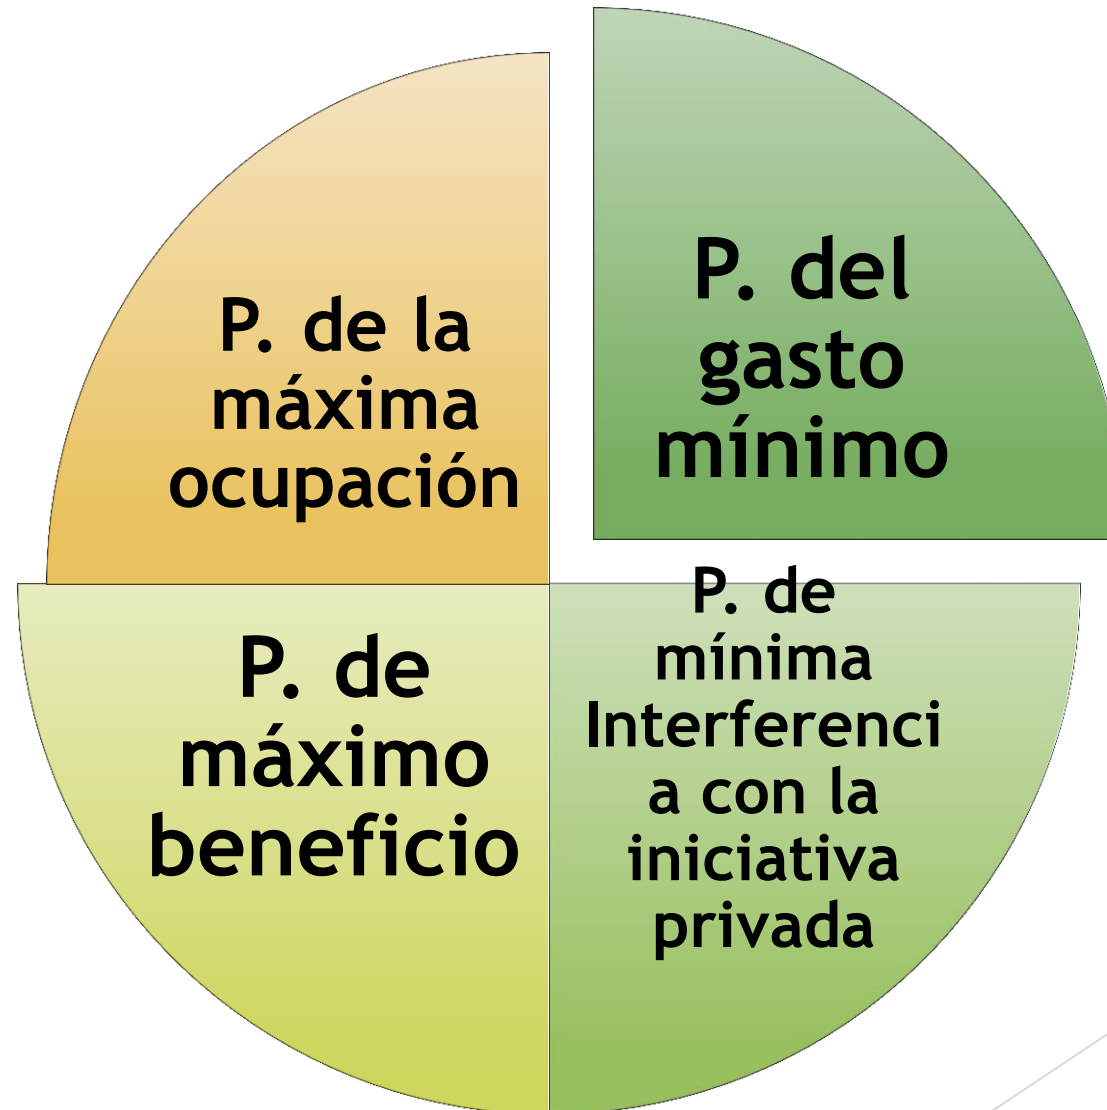 P. de la
máxima
ocupación
P. del
gasto
mínimo
P. de
máximo
beneficio
P. de
mínima
Interferenci
a con la
iniciativa
privada